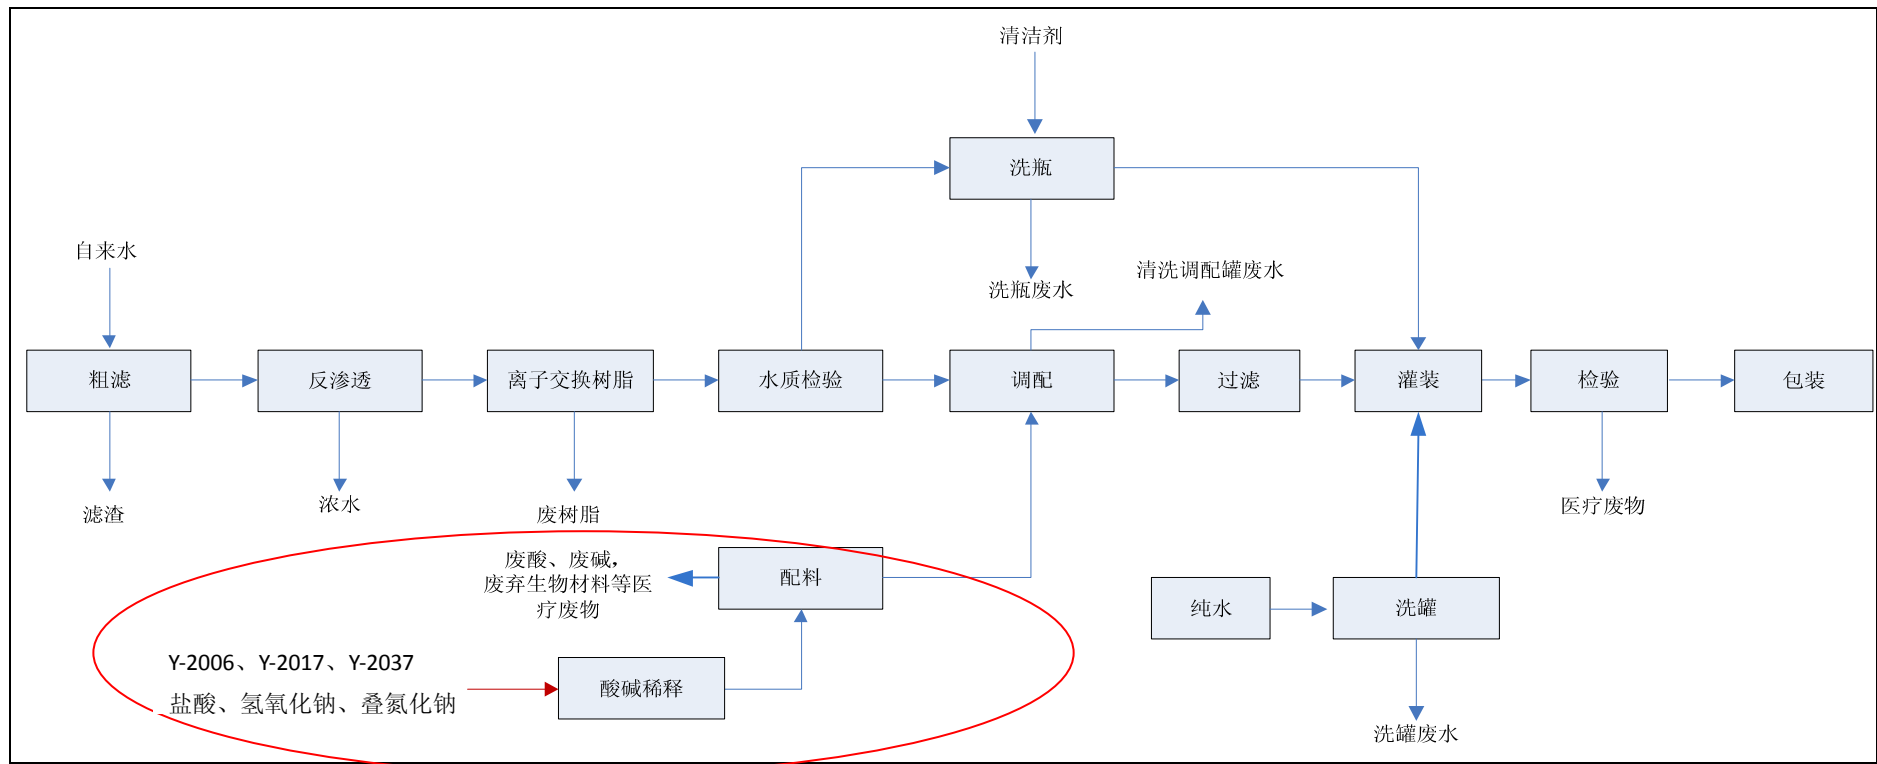 清洁剂
洗瓶
自来水
洗瓶废水
清洗调配罐废水
粗滤
反渗透
离子交换树脂
水质检验
调配
过滤
灌装
检验
包装
滤渣
浓水
废树脂
医疗废物
废酸、废碱，
废弃生物材料等医
疗废物
配料
纯水
洗罐
Y-2006、Y-2017、Y-2037
盐酸、氢氧化钠、叠氮化钠
酸碱稀释
洗罐废水